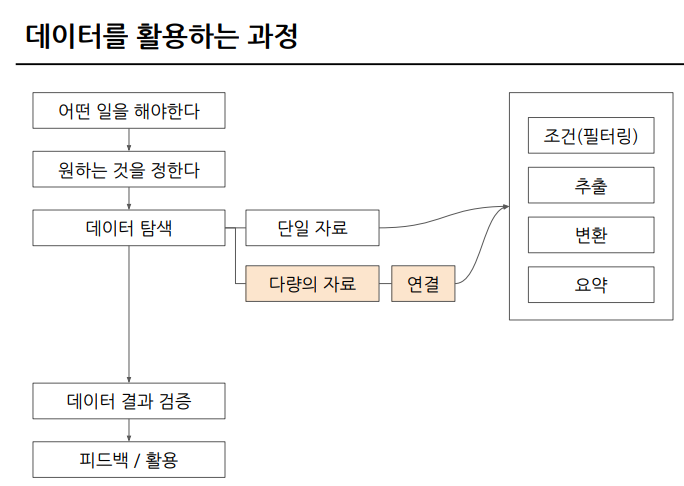 데이터를 활용하는 과정
어떤 일을 해야한다
원하는 것을 정한다
데이터 탐색
단일 자료
다량의 자료
연결
조건(필터링)
추출
변환
요약
데이터 결과 검증
피드백 / 활용